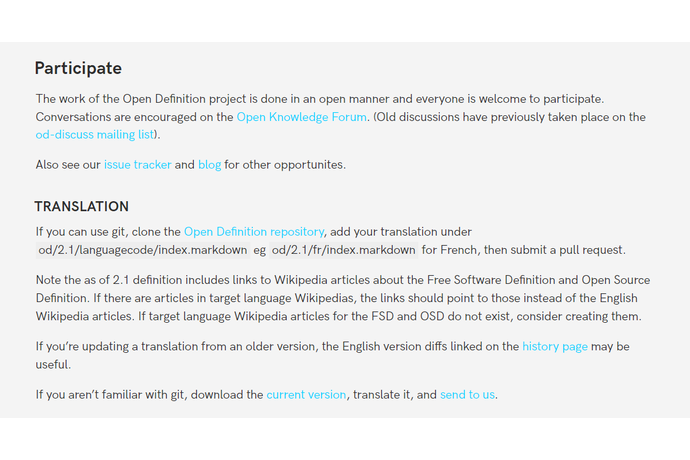 Participate
The work of the Open Definition project is done in an open manner and everyone is welcome to participate.
Conversations are encouraged on the Open Knowledge Forum. (Old discussions have previously taken place on the
od-discuss mailing list).
Also see our issue tracker and blog for other opportunites.
TRANSLATION
If you can use git, clone the Open Definition repository, add your translation under
od/2.1/languagecode/index.markdown eg od/2.1/fr/index.markdown for French, then submit a pull request.
Note the as of 2.1 definition includes links to Wikipedia articles about the Free Software Definition and Open Source
Definition. If there are articles in target language Wikipedias, the links should point to those instead of the English
Wikipedia articles. If target language Wikipedia articles for the FSD and OSD do not exist, consider creating them.
If you’re updating a translation from an older version, the English version diffs linked on the history page may be
useful.
If you aren’t familiar with git, download the current version, translate it, and send to us.